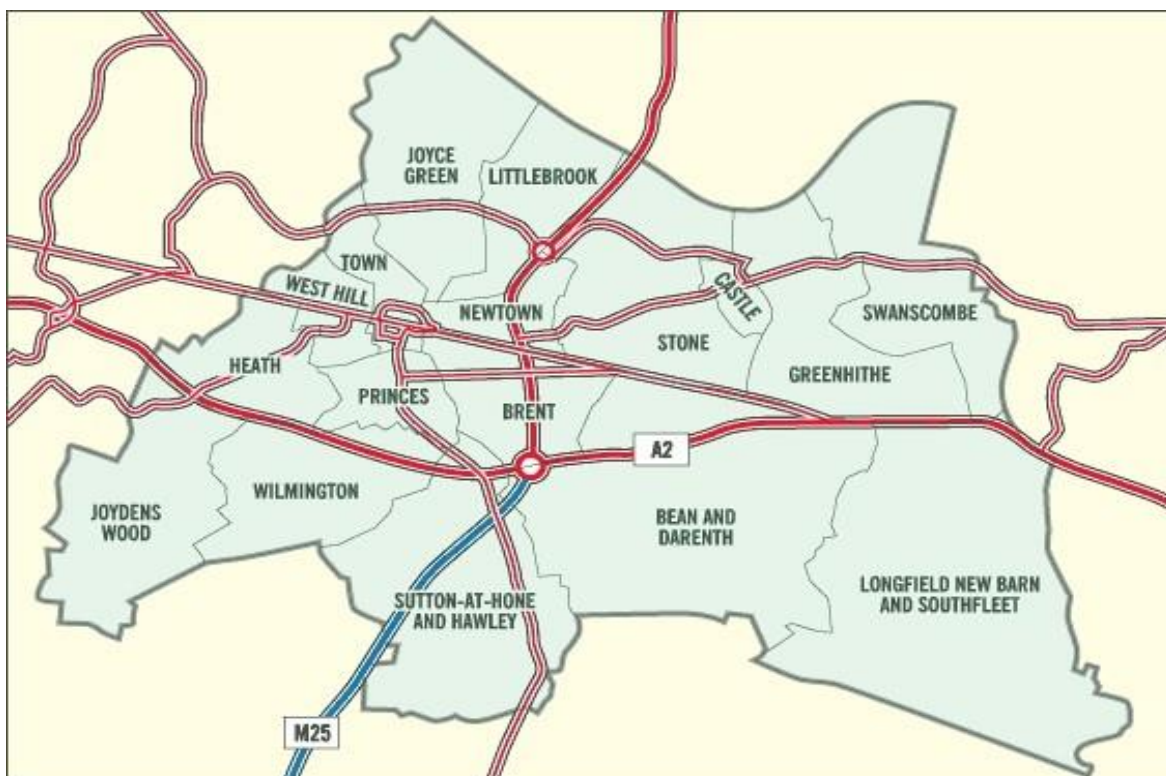 JOYCE
GREEN
LITTLEBROOK
TOWN
WEST HILL
NEWTOWN
CASTLE
SWANSCOMBE
STONE
HEATH
GREENHITHE
PRINCES
BRENT
A2
WILMINGTON
JOYDENS
WOOD
BEAN AND
DARENTH
LONGFIELD NEW BARN
AND SOUTHFLEET
SUTTON-AT-HONE
AND HAWLEY
M25